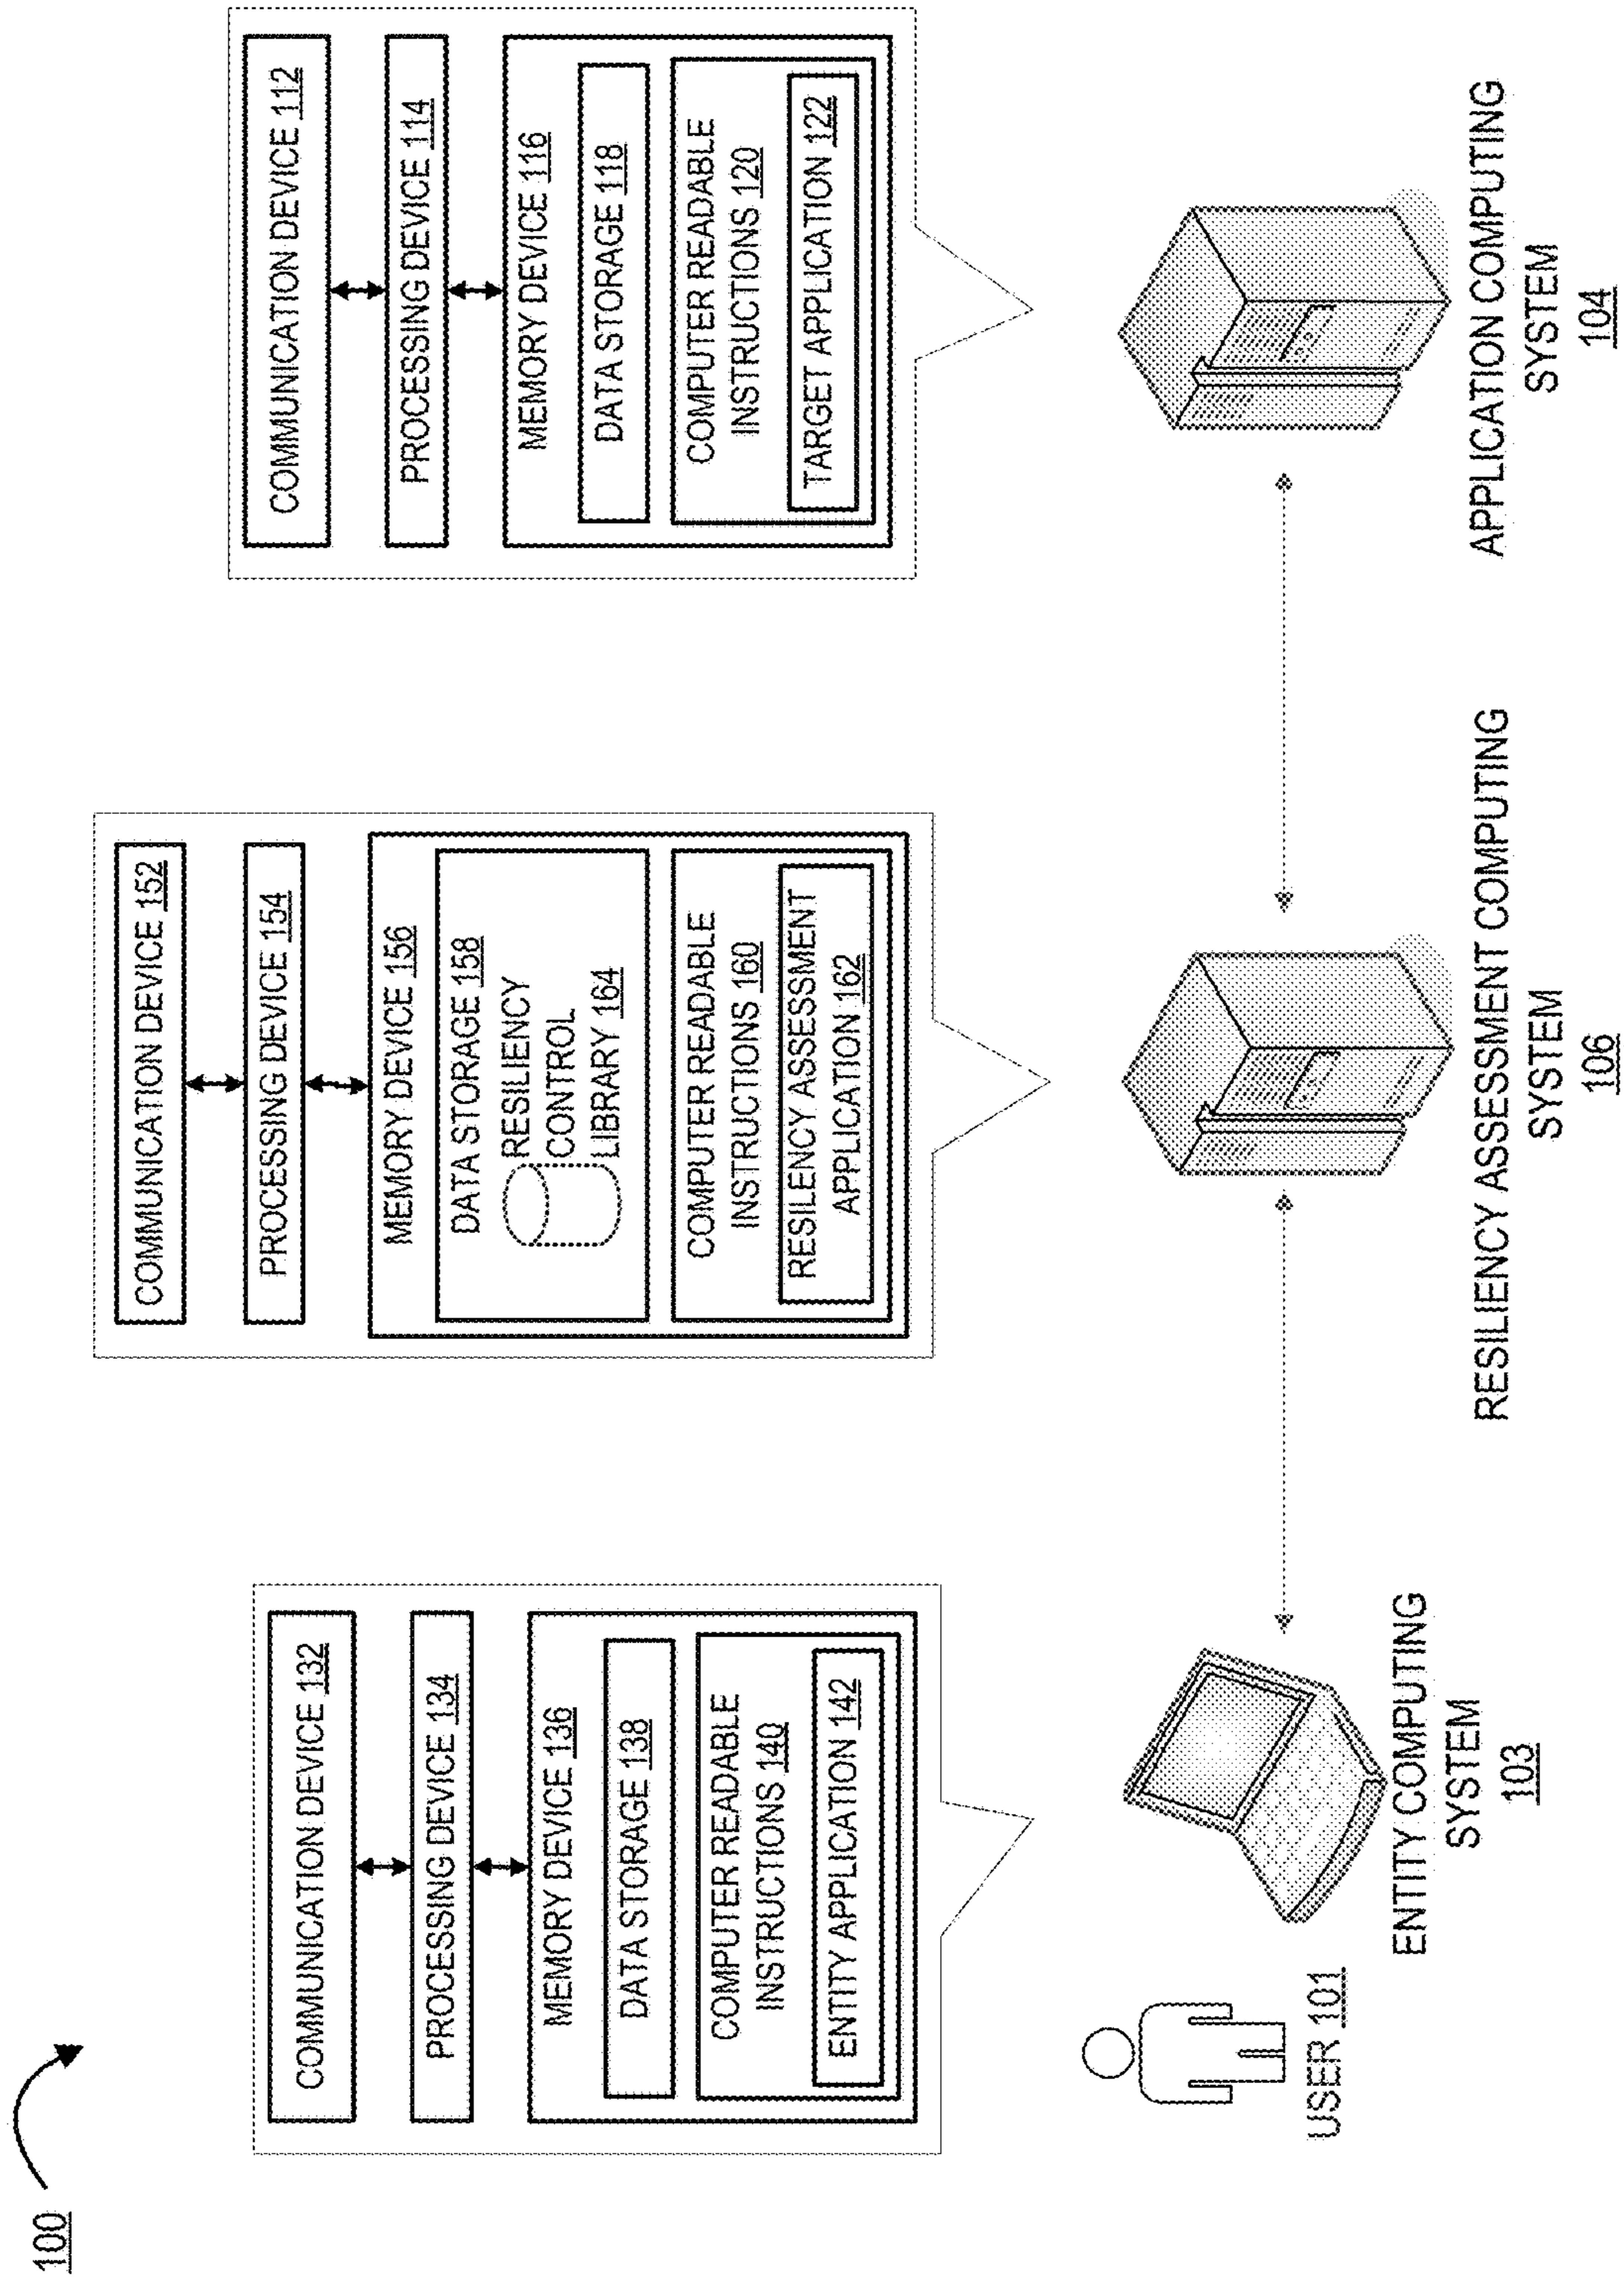 100
COMMUNICATION DEVICE 132
PROCESSING DEVICE 134
MEMORY DEVICE 136
DATA STORAGE 138
COMPUTER READABLE
INSTRUCTIONS 140
ENTITY APPLICATION 142
USER 101
ENTITY COMPUTING
SYSTEM
103
COMMUNICATION DEVICE 152
PROCESSING DEVICE 154
MEMORY DEVICE 156
DATA STORAGE 158
RESILIENCY
CONTROL
LIBRARY 164
COMPUTER READABLE
INSTRUCTIONS 160
RESILENCY ASSESSMENT
APPLICATION 162
RESILIENCY ASSESSMENT COMPUTING
SYSTEM
106
COMMUNICATION DEVICE 112
PROCESSING DEVICE 114
MEMORY DEVICE 116
DATA STORAGE 118
COMPUTER READABLE
INSTRUCTIONS 120
TARGET APPLICATION 122
APPLICATION COMPUTING
SYSTEM
104